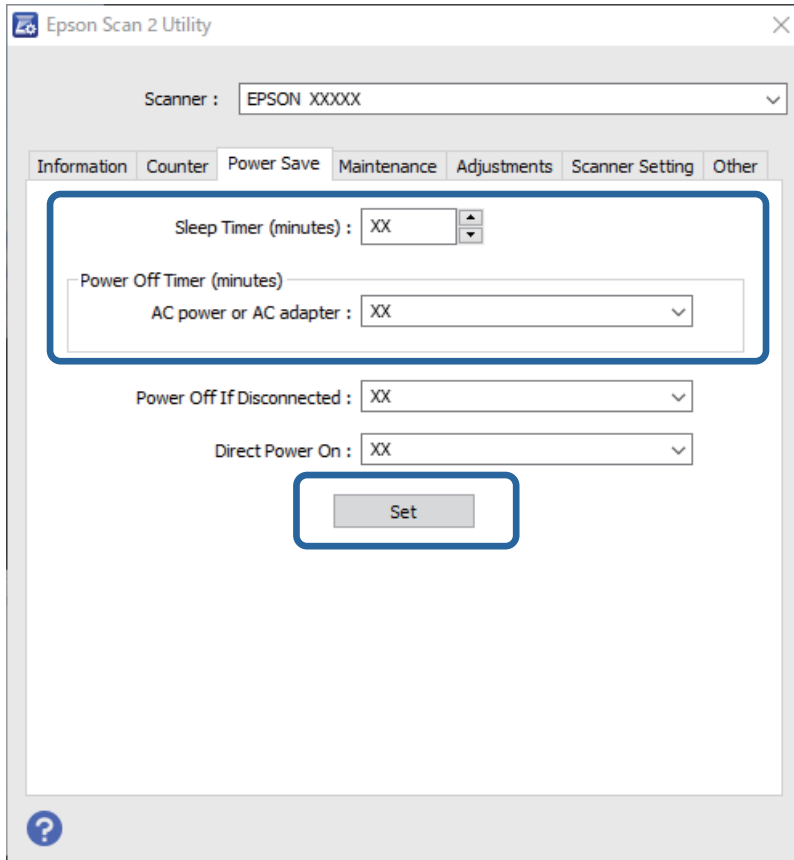 Epson Scan 2 Utility
Scanner : EPSON XXXXX
Information Counter Power Save Maintenance Adjustments Scanner Setting Other
Sleep Timer (minutes) : XX
Power Off Timer (minutes)
AC power or AC adapter : XX
Power Off If Disconnected : XX
Direct Power On : XX
Set
?